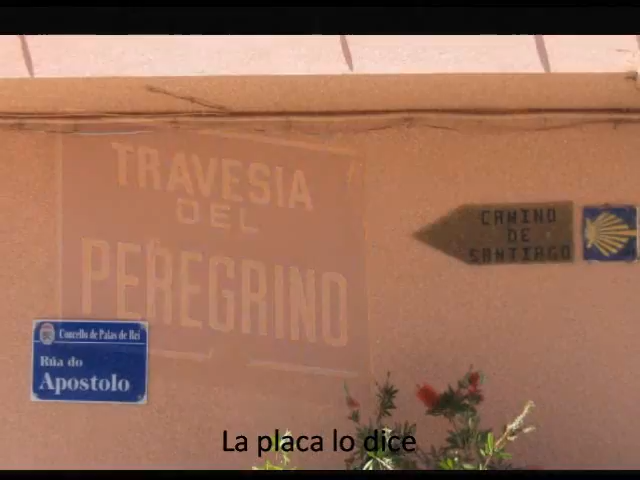 TRAVESIA
DEL
PEREGRINO
CAMINO
DE
SANTIAGO
Concello de Palas de Rei
Rúa do
Apostolo
La placa lo dice